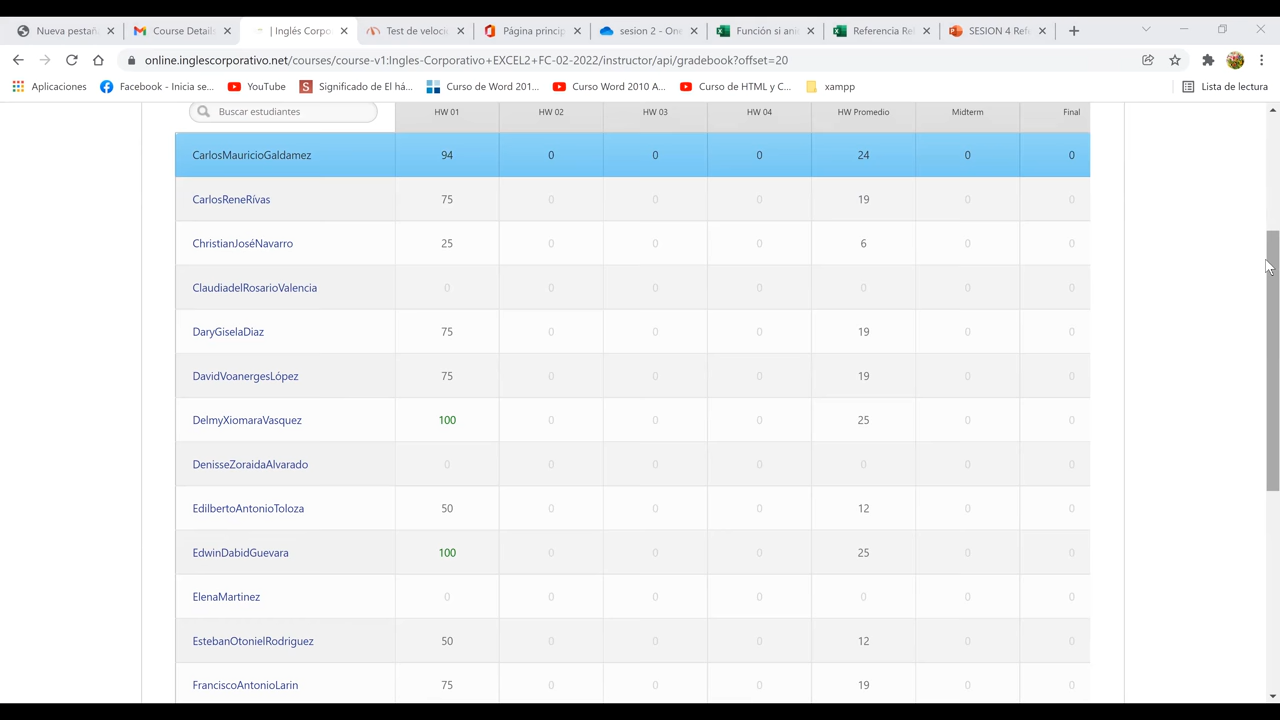 Nueva pestañ
Course Details
| Inglés Corpo
Test de veloci
Página princip
sesion 2 - One
Función si ani
Referencia Rel
SESION 4 Ref
online.inglescorporativo.net/courses/course-v1:Ingles-Corporativo+EXCEL2+TC-02-2022/instructor/api/gradebook?offset=20
Aplicaciones
Facebook - Inicia se...
YouTube
Significado de El há...
Curso de Word 201...
Curso Word 2010 A...
Curso de HTML y C...
xampp
Lista de lectura
Buscar estudiantes HW 01 HW 02 HW 03 HW 04 HW Promedio Midterm Final
CarlosMauricioGaldamez 94 0 0 0 24 0 0
CarlosReneRívas 75 0 0 0 19 0 0
ChristianJoséNavarro 25 0 0 0 6 0 0
ClaudiadelRosarioValencia 0 0 0 0 0 0 0
DaryGiselaDiaz 75 0 0 0 19 0 0
DavidVoanergesLópez 75 0 0 0 19 0 0
DelmyXiomaraVasquez 100 0 0 0 25 0 0
DenisseZoraidaAlvarado 0 0 0 0 0 0 0
EdilbertoAntonioToloza 50 0 0 0 12 0 0
EdwinDabidGuevara 100 0 0 0 25 0 0
ElenaMartinez 0 0 0 0 0 0 0
EstebanOtonielRodriguez 50 0 0 0 12 0 0
FranciscoAntonioLarin 75 0 0 0 19 0 0